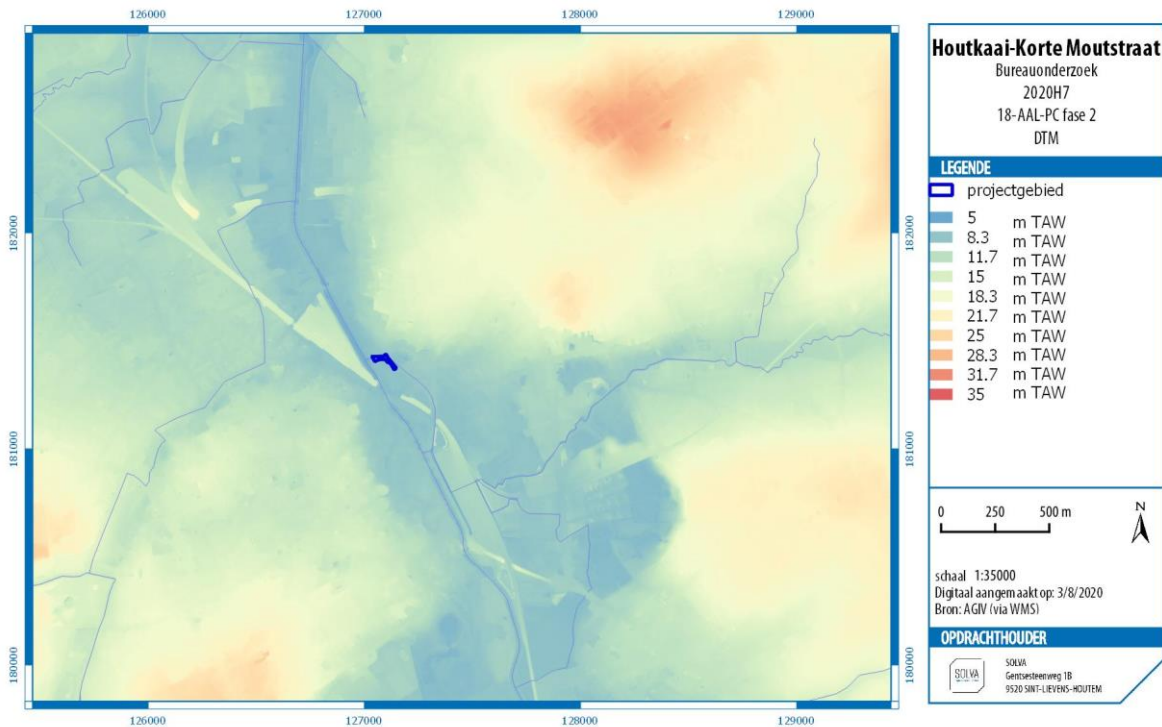 126000 127000 128000 129000
182000
181000
180000
182000
181000
180000
126000 127000 128000 129000
Houtkaai-Korte Moutstraat
Bureauonderzoek
2020H7
18-AAL-PC fase 2
DTM
LEGENDE
projectgebied
5 m TAW
8.3 m TAW
11.7 m TAW
15 m TAW
18.3 m TAW
21.7 m TAW
25 m TAW
28.3 m TAW
31.7 m TAW
35 m TAW
0 250 500 m
N
schaal 1:35000
Digitaal aangemaakt op: 3/8/2020
Bron: AGIV (via WMS)
OPDRACHTHOUDER
SOLVA
SOLVA
Gentsesteenweg 1B
9520 SINT-LIEVENS-HOUTEM